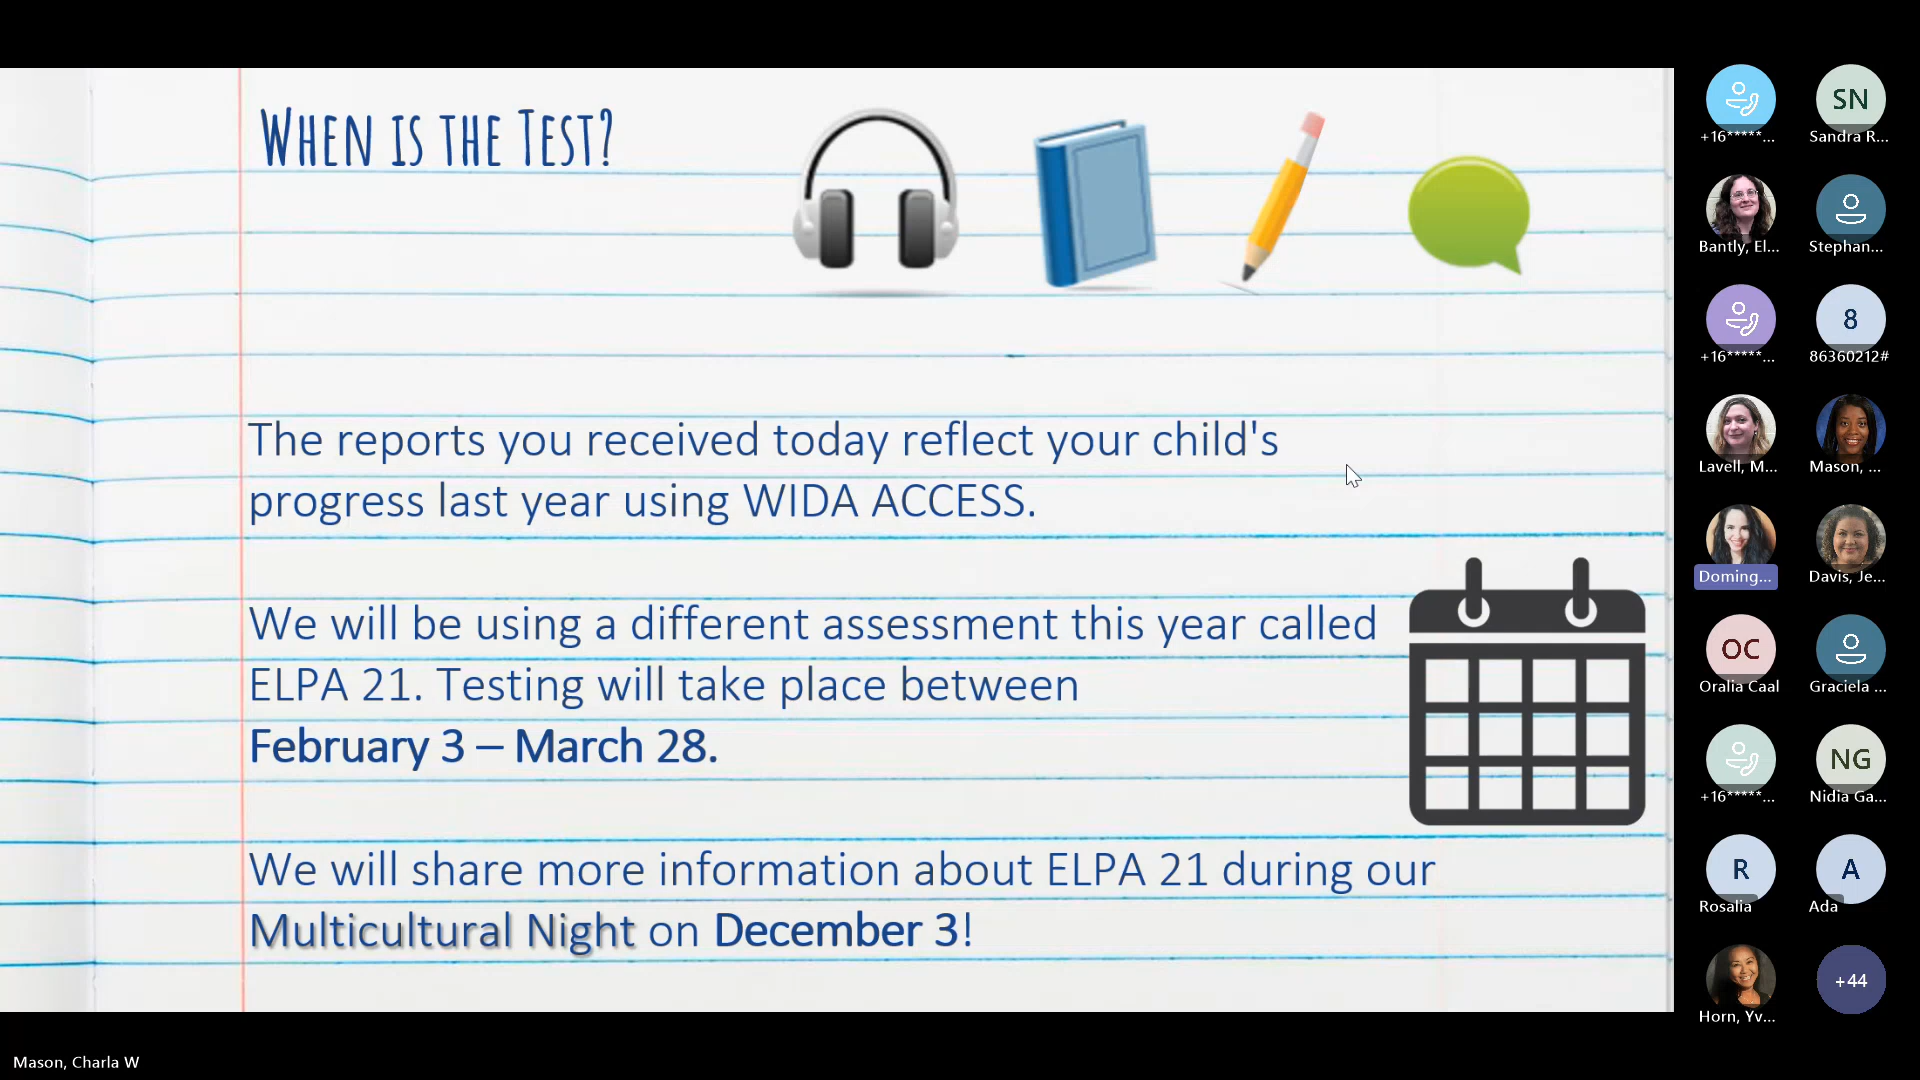 When is the Test?
The reports you received today reflect your child's
progress last year using WIDA ACCESS.
We will be using a different assessment this year called
ELPA 21. Testing will take place between
February 3 – March 28.
We will share more information about ELPA 21 during our
Multicultural Night on December 3!
+16*****...
SN
Sandra R...
Bantly, El...
Stephan...
+16*****...
8
86360212#
Lavell, M...
Mason, ...
Doming...
Davis, Je...
OC
Oralia Caal
Graciela ...
+16*****...
NG
Nidia Ga...
R
Rosalia
A
Ada
Horn, Yv...
+44
Mason, Charla W